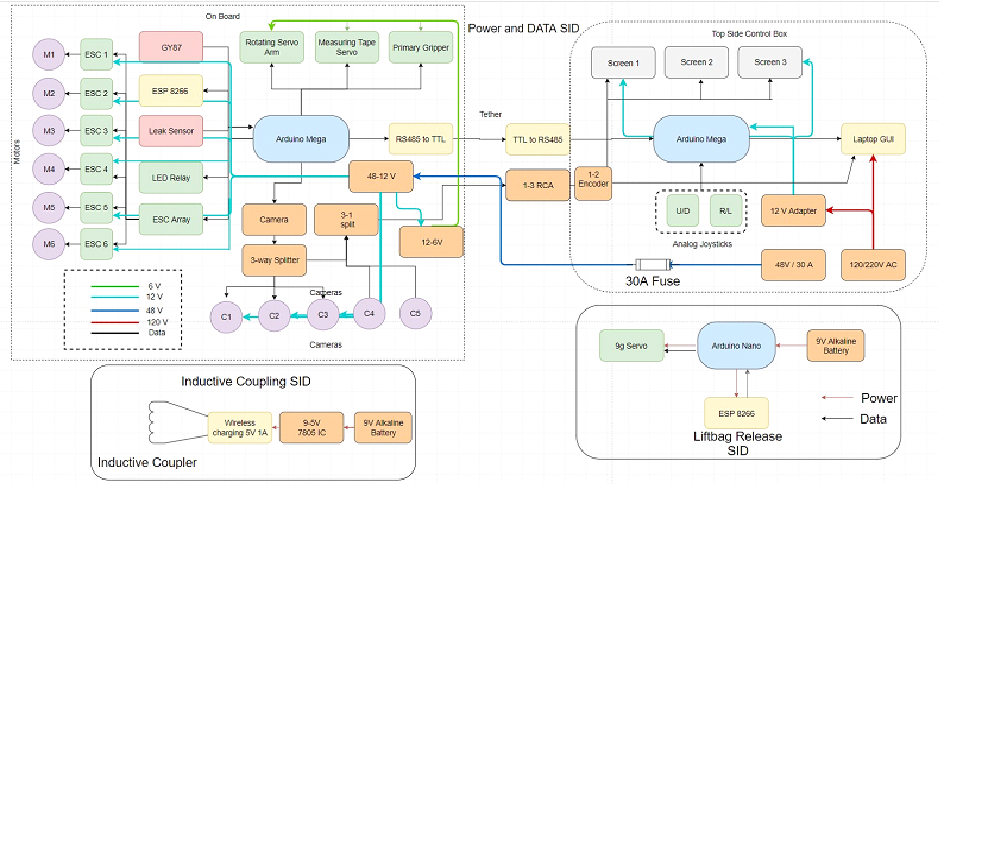 On Board
Power and DATA SID
Top Side Control Box
M1
ESC 1
GY87
Rotating Servo
Arm
Measuring Tape
Servo
Primary Gripper
Screen 1
Screen 2
Screen 3
M2
ESC 2
ESP 8266
M3
ESC 3
Leak Sensor
Arduino Mega
RS485 to TTL
Tether
TTL to RS485
Arduino Mega
Laptop GUI
Motors
M4
ESC 4
LED Relay
48-12 V
1-3 RCA
1-2
Encoder
M5
ESC 5
ESC Array
Camera
3-1
split
12-6V
U/D
R/L
12 V Adapter
Analog Joysticks
M6
ESC 6
3-way Splitter
48V / 30 A
120/220V AC
30A Fuse
6 V
12 V
48 V
120 V
Data
Cameras
C1
C2
C3
C4
C5
Cameras
9g Servo
Arduino Nano
9V Alkaline
Battery
ESP 8266
Power
Data
Liftbag Release
SID
Inductive Coupling SID
Wireless
charging 5V 1A
9-5V
7805 IC
9V Alkaline
Battery
Inductive Coupler